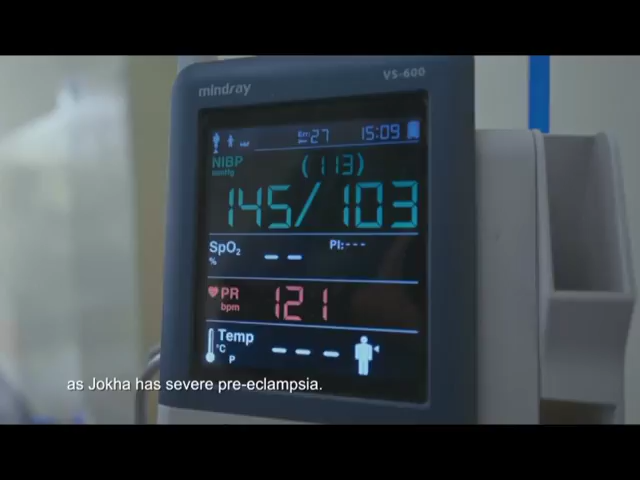 mindray
VS-600
27
15:09
NIBP
mmHg
(113)
145/103
SpO₂
%
PI:---
--
PR
bpm
121
Temp
°C
P
---
as Jokha has severe pre-eclampsia.